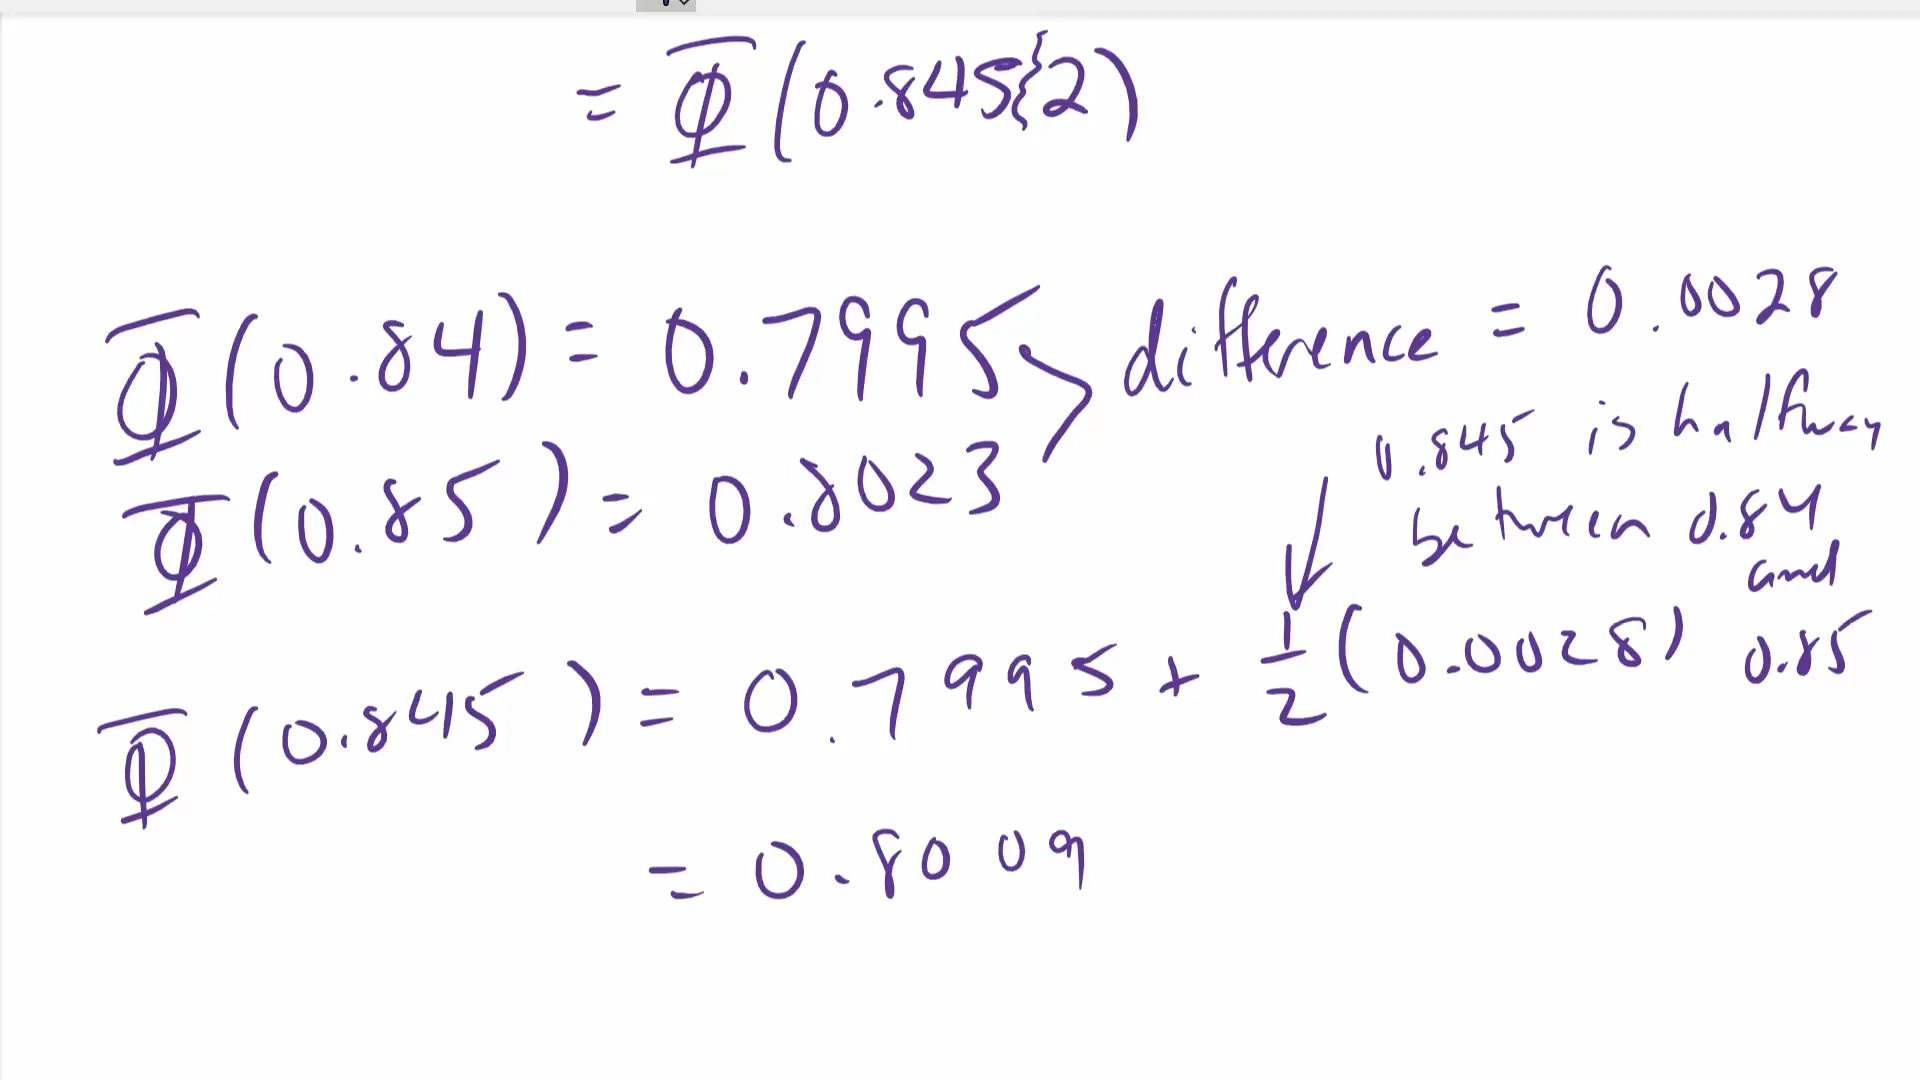 = Φ(0.845{2)
Φ(0.84) = 0.7995 > difference = 0.0028
Φ(0.85) = 0.8023
0.845 is halfway
between 0.84
and
0.85
Φ(0.845) = 0.7995 + 1/2 (0.0028)
= 0.8009